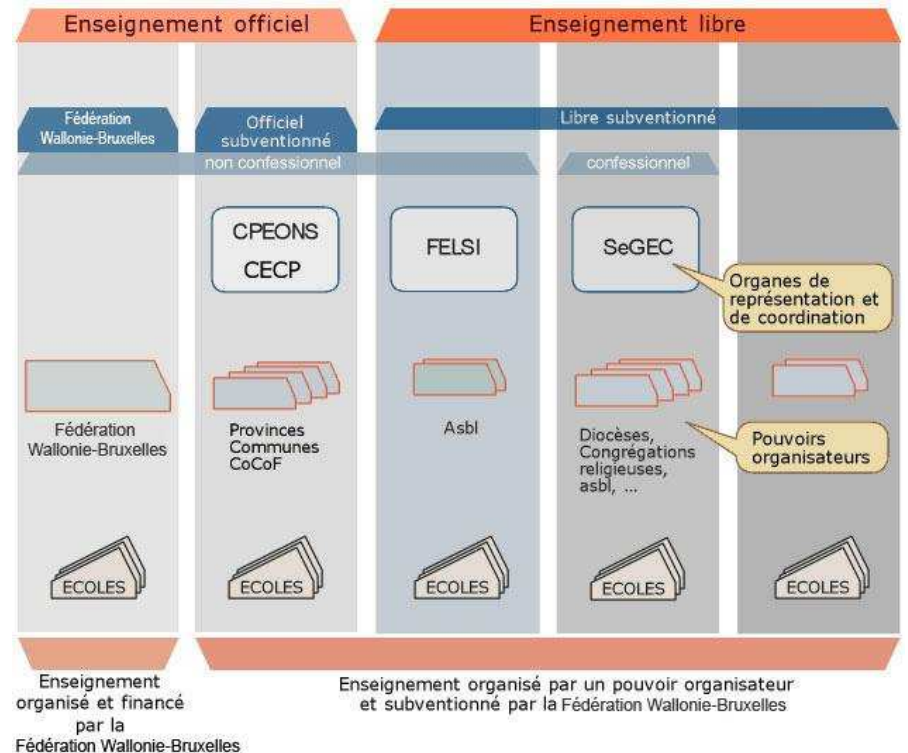 Enseignement officiel
Enseignement libre
Fédération
Wallonie-Bruxelles
Officiel
subventionné
Libre subventionné
non confessionnel
confessionnel
CPEONS
CECP
FELSI
SeGEC
Organes de
représentation et
de coordination
Fédération
Wallonie-Bruxelles
Provinces
Communes
CoCoF
Asbl
Diocèses,
Congrégations
religieuses,
asbl, ...
Pouvoirs
organisateurs
ECOLES
ECOLES
ECOLES
ECOLES
ECOLES
Enseignement
organisé et financé
par la
Fédération Wallonie-Bruxelles
Enseignement organisé par un pouvoir organisateur
et subventionné par la Fédération Wallonie-Bruxelles